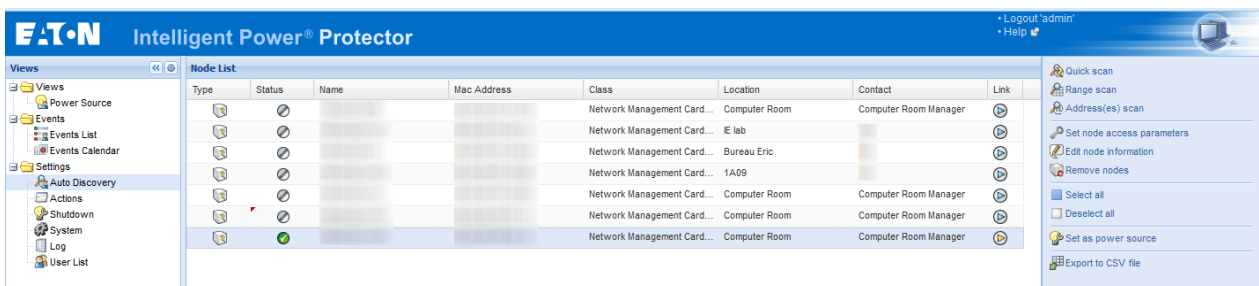 EATON Intelligent Power® Protector
• Logout 'admin'
• Help
Views
Views
Power Source
Events
Events List
Events Calendar
Settings
Auto Discovery
Actions
Shutdown
System
Log
User List
Node List
Type Status Name Mac Address Class Location Contact Link
Network Management Card... Computer Room Computer Room Manager
Network Management Card... IE lab
Network Management Card... Bureau Eric
Network Management Card... 1A09
Network Management Card... Computer Room Computer Room Manager
Network Management Card... Computer Room Computer Room Manager
Network Management Card... Computer Room Computer Room Manager
Quick scan
Range scan
Address(es) scan
Set node access parameters
Edit node information
Remove nodes
Select all
Deselect all
Set as power source
Export to CSV file